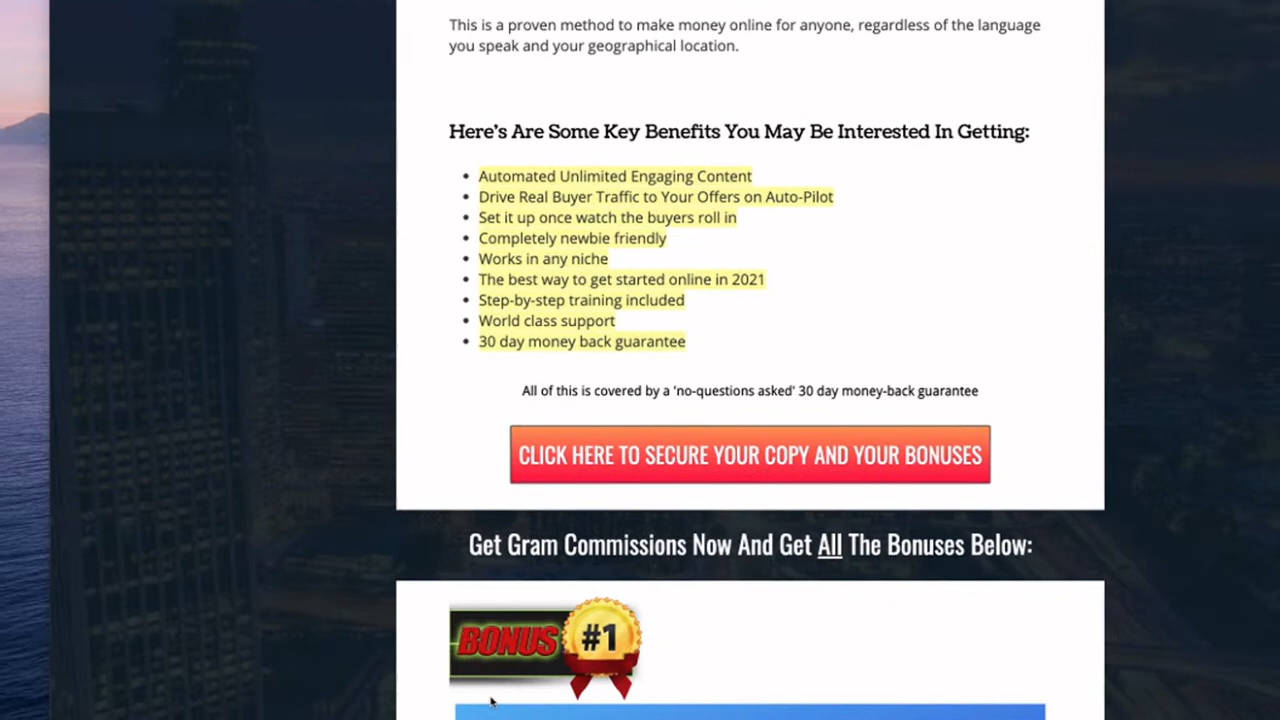 This is a proven method to make money online for anyone, regardless of the language
you speak and your geographical location.
Here's Are Some Key Benefits You May Be Interested In Getting:
• Automated Unlimited Engaging Content
• Drive Real Buyer Traffic to Your Offers on Auto-Pilot
• Set it up once watch the buyers roll in
• Completely newbie friendly
• Works in any niche
• The best way to get started online in 2021
• Step-by-step training included
• World class support
• 30 day money back guarantee
All of this is covered by a 'no-questions asked' 30 day money-back guarantee
CLICK HERE TO SECURE YOUR COPY AND YOUR BONUSES
Get Gram Commissions Now And Get All The Bonuses Below:
BONUS #1